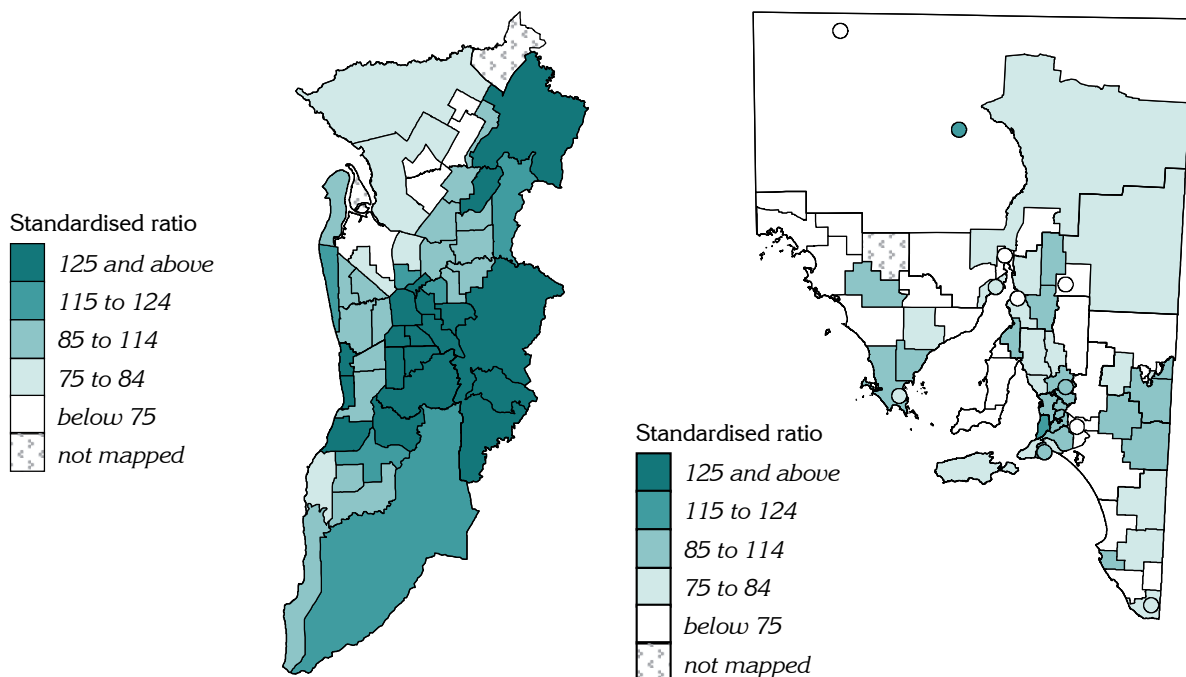 Standardised ratio
125 and above
115 to 124
85 to 114
75 to 84
below 75
not mapped
Standardised ratio
125 and above
115 to 124
85 to 114
75 to 84
below 75
not mapped